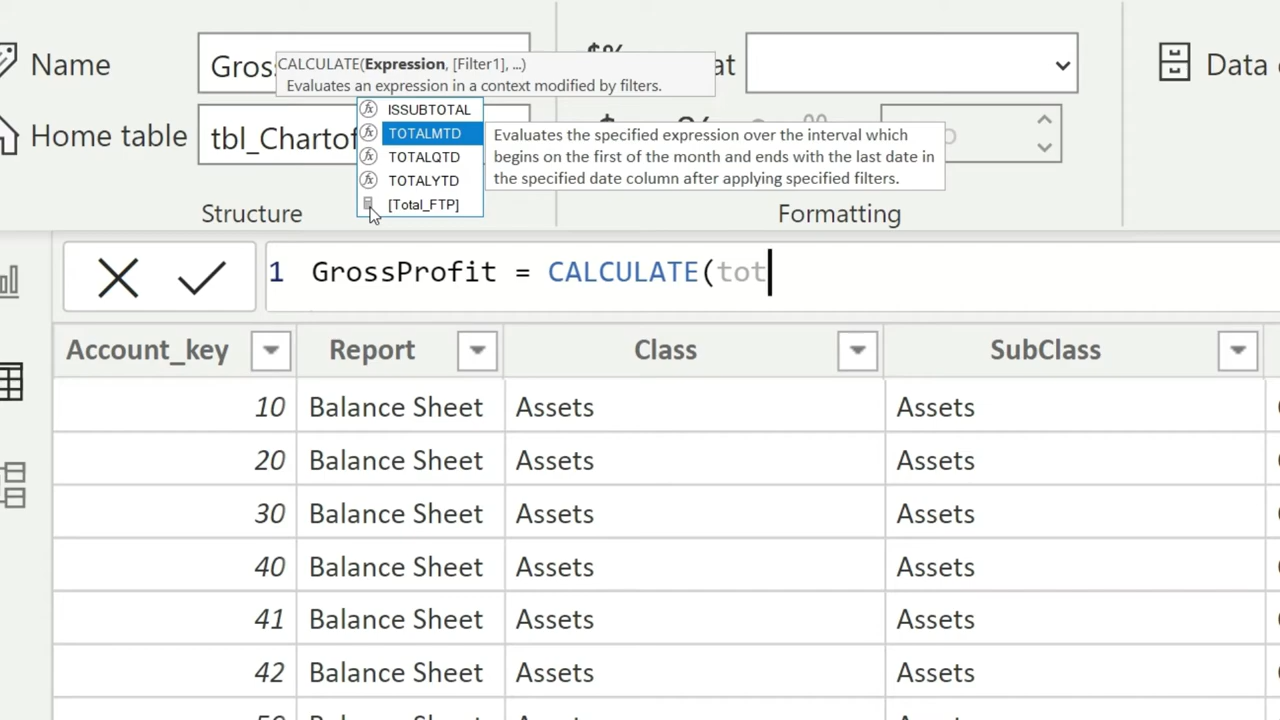 Name
Gros
CALCULATE(Expression, [Filter1], ...)
Evaluates an expression in a context modified by filters.
$%
at
Data
Home table
tbl_Chartof
ISSUBTOTAL
TOTALMTD
TOTALQTD
TOTALYTD
[Total_FTP]
Evaluates the specified expression over the interval which
begins on the first of the month and ends with the last date in
the specified date column after applying specified filters.
Structure
Formatting
1 GrossProfit = CALCULATE(tot
Account_key Report Class SubClass
10 Balance Sheet Assets Assets
20 Balance Sheet Assets Assets
30 Balance Sheet Assets Assets
40 Balance Sheet Assets Assets
41 Balance Sheet Assets Assets
42 Balance Sheet Assets Assets